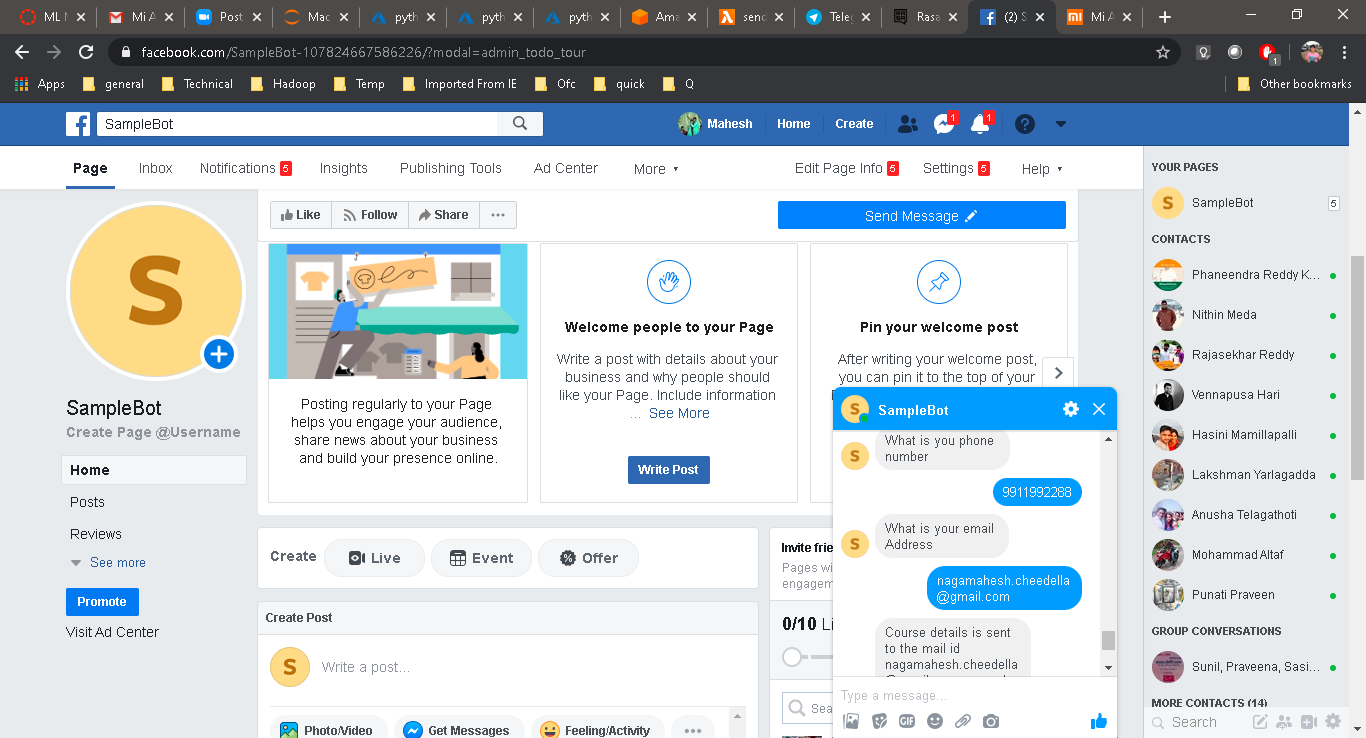 ML M
Mi A
Post
Mac
pyth
pyth
pyth
Ama
send
Teleg
Rasa
(2) S
Mi A
facebook.com/SampleBot-107824667586226/?modal=admin_todo_tour
1
Apps general Technical Hadoop Temp Imported From IE Ofc quick Q Other bookmarks
SampleBot
Mahesh Home Create 1 1
Page Inbox Notifications 5 Insights Publishing Tools Ad Center More Edit Page Info 5 Settings 5 Help
S
SampleBot
Create Page @Username
Home
Posts
Reviews
See more
Promote
Visit Ad Center
Like Follow Share
Send Message
Posting regularly to your Page
helps you engage your audience,
share news about your business
and build your presence online.
Welcome people to your Page
Write a post with details about your
business and why people should
like your Page. Include information
... See More
Write Post
Pin your welcome post
After writing your welcome post,
you can pin it to the top of your
Create Live Event Offer
Create Post
S
Write a post...
Photo/Video Get Messages Feeling/Activity
Invite frie
Pages wi
engagem
0/10 Li
Sea
S SampleBot
What is you phone
number
S
9911992288
What is your email
Address
S
nagamahesh.cheedella
@gmail.com
Course details is sent
to the mail id
nagamahesh.cheedella
Type a message...
GIF
YOUR PAGES
S SampleBot 5
CONTACTS
Phaneendra Reddy K...
Nithin Meda
Rajasekhar Reddy
Vennapusa Hari
Hasini Mamillapalli
Lakshman Yarlagadda
Anusha Telagathoti
Mohammad Altaf
Punati Praveen
GROUP CONVERSATIONS
Sunil, Praveena, Sasi...
MORE CONTACTS (14)
Search